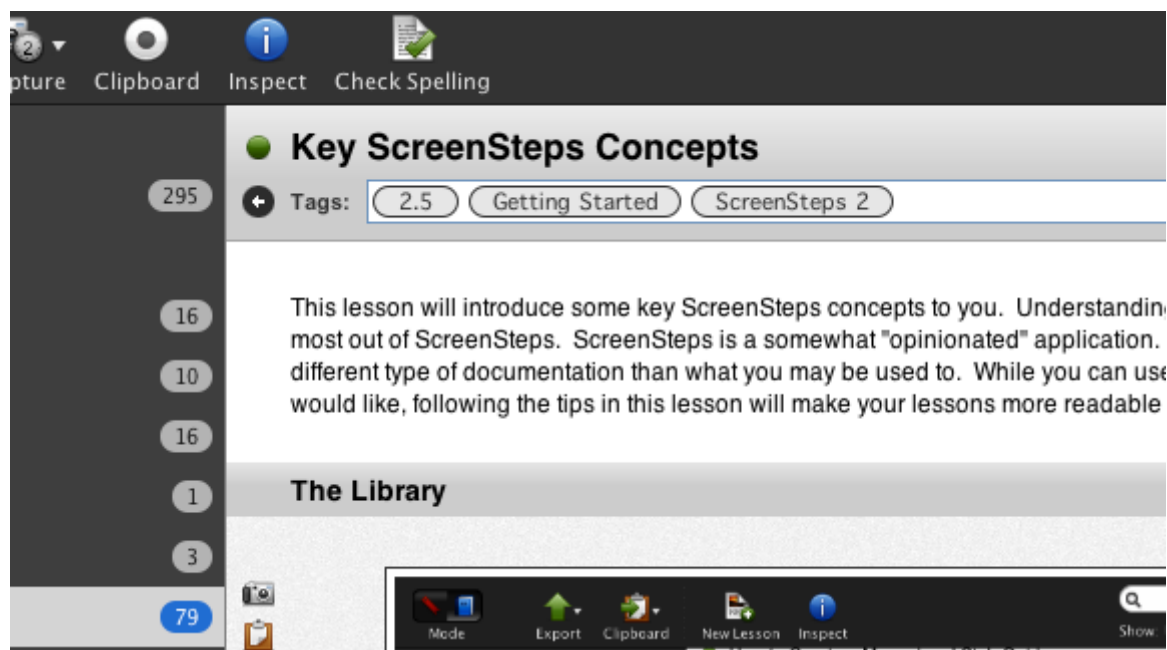 2
pture Clipboard Inspect Check Spelling
Key ScreenSteps Concepts
295
Tags: 2.5 Getting Started ScreenSteps 2
16
This lesson will introduce some key ScreenSteps concepts to you. Understanding
most out of ScreenSteps. ScreenSteps is a somewhat "opinionated" application.
10
different type of documentation than what you may be used to. While you can use
would like, following the tips in this lesson will make your lessons more readable
16
The Library
1
3
79
Mode Export Clipboard New Lesson Inspect Show: